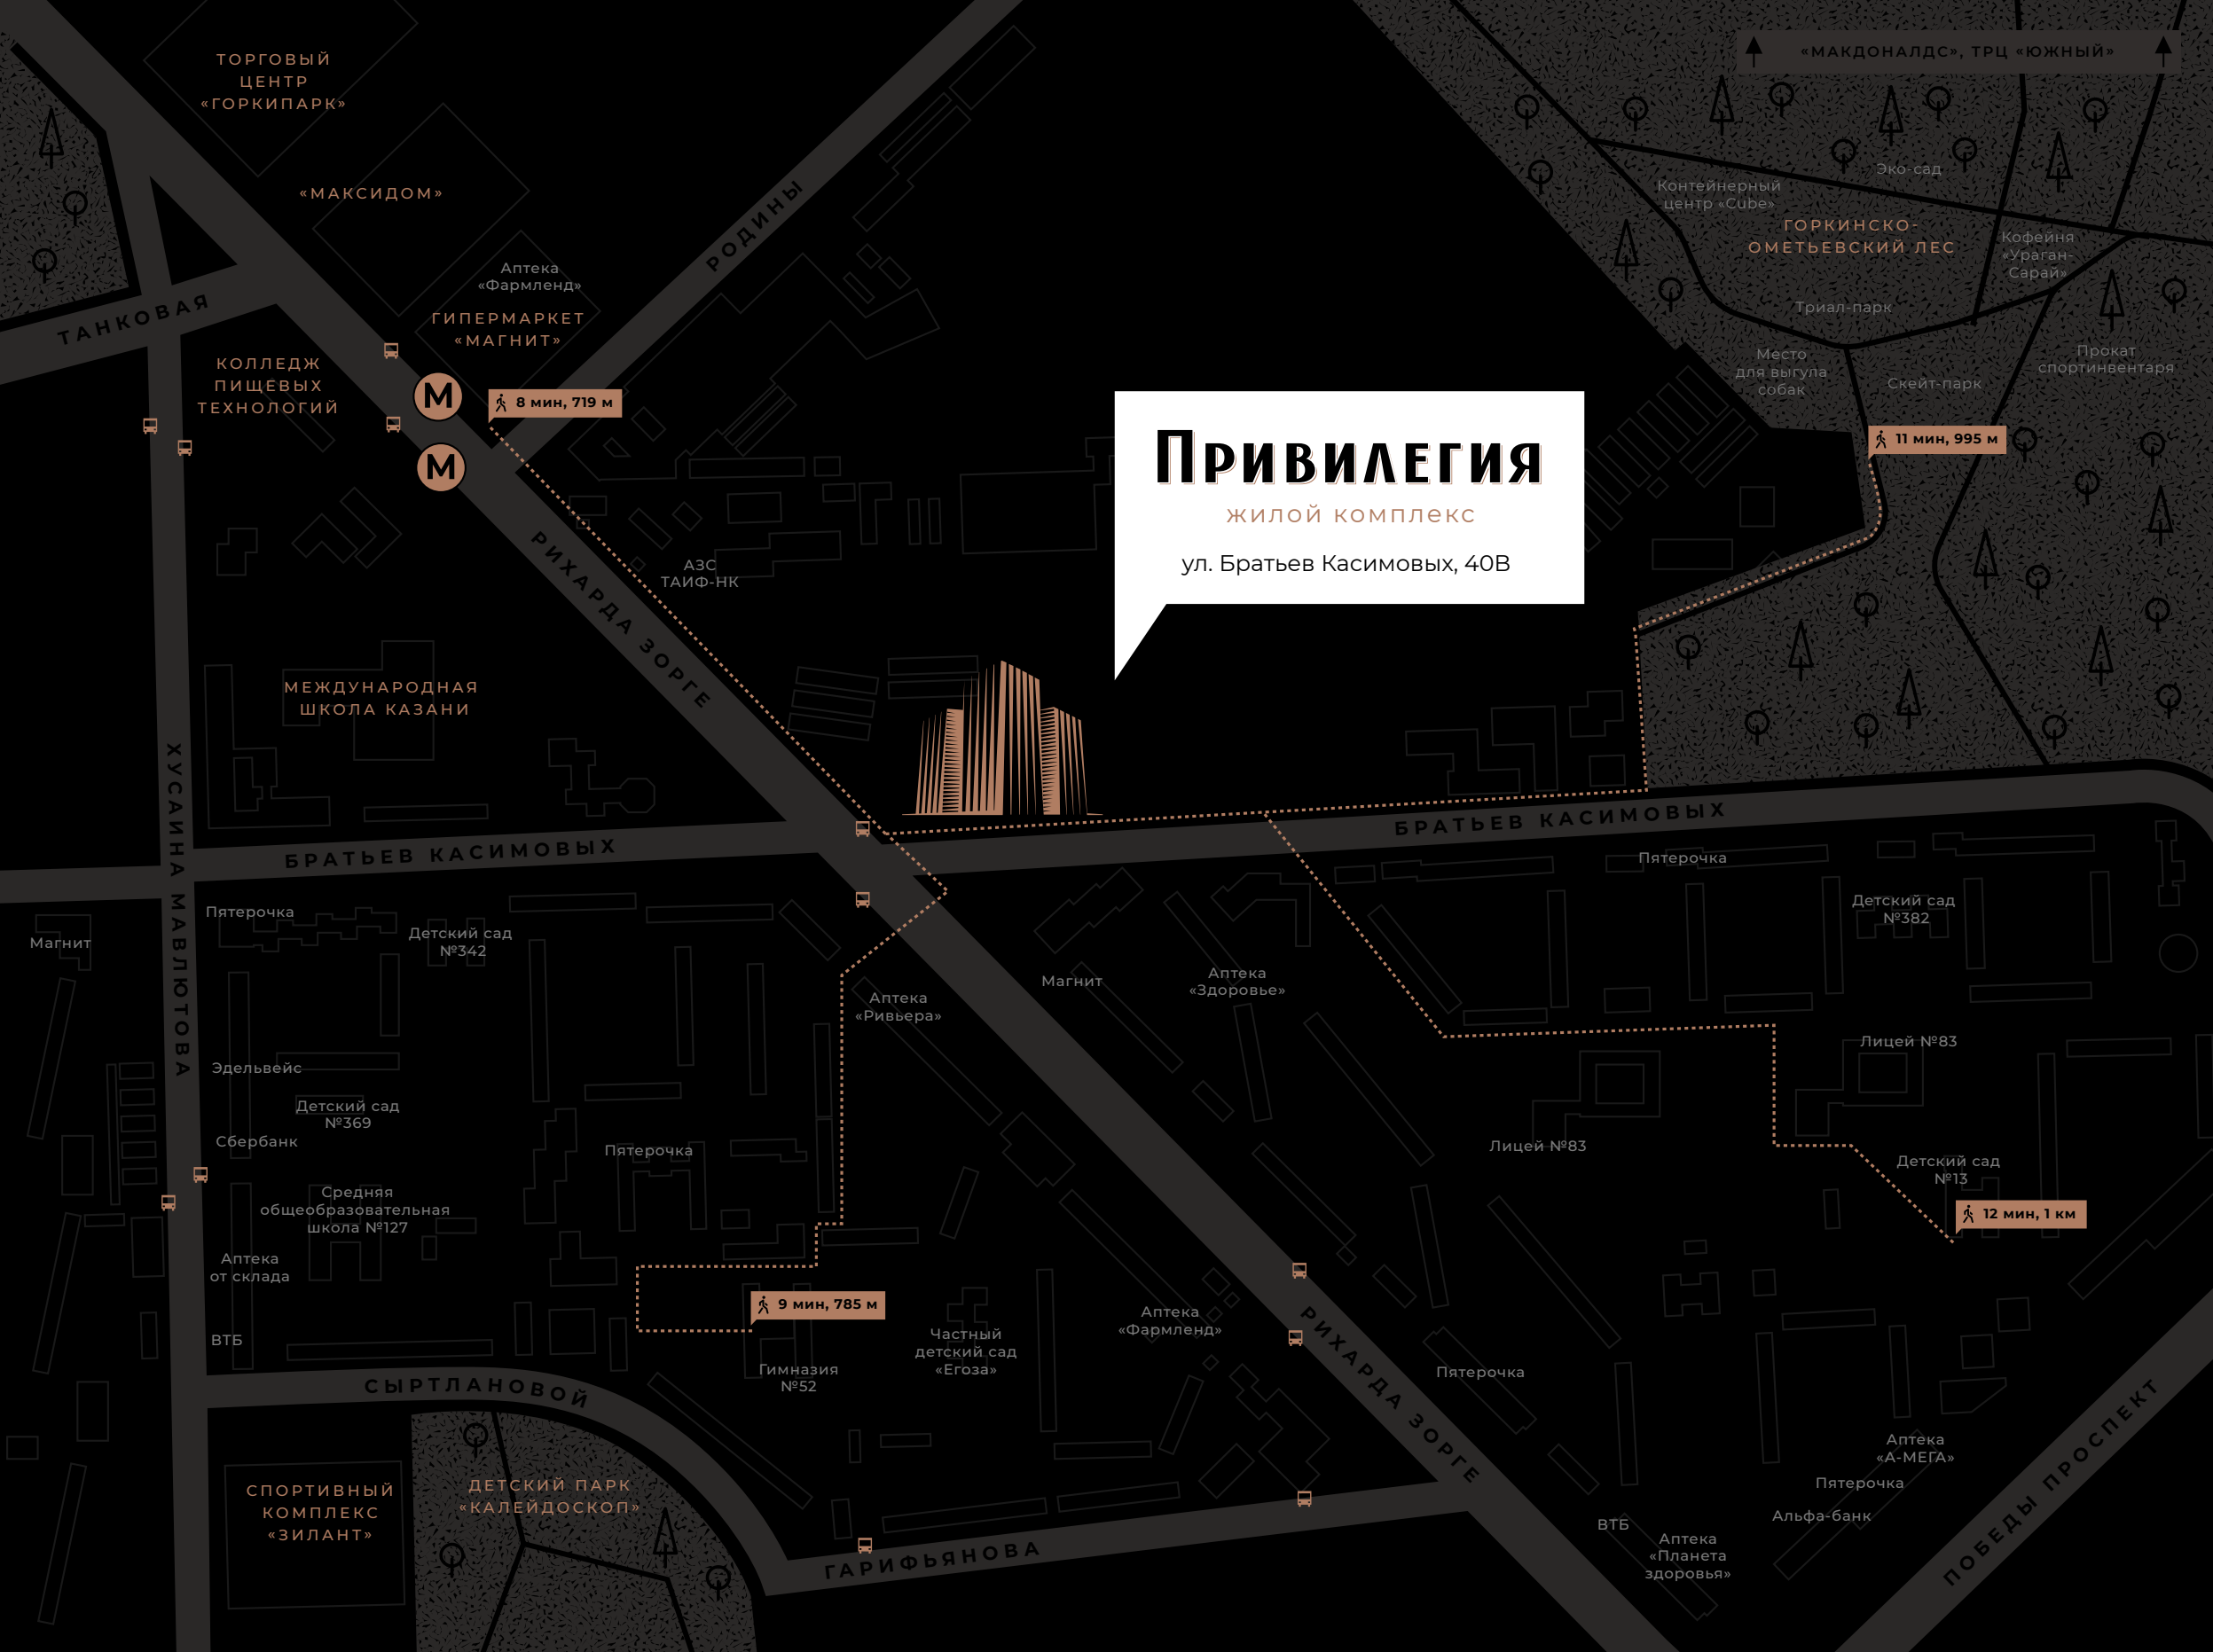 «МАКДОНАЛДС», ТРЦ «ЮЖНЫЙ»
ТОРГОВЫЙ
ЦЕНТР
«ГОРКИПАРК»
«МАКСИДОМ»
Аптека
«Фармленд»
ГИПЕРМАРКЕТ
«МАГНИТ»
РОДИНЫ
ТАНКОВАЯ
КОЛЛЕДЖ
ПИЩЕВЫХ
ТЕХНОЛОГИЙ
М
М
8 мин, 719 м
Эко-сад
Контейнерный
центр «Cube»
ГОРКИНСКО-
ОМЕТЬЕВСКИЙ ЛЕС
Кофейня
«Ураган-
Сарай»
Триал-парк
Место
для выгула
собак
Скейт-парк
Прокат
спортинвентаря
11 мин, 995 м
Привилегия
жилой комплекс
ул. Братьев Касимовых, 40В
АЗС
ТАИФ-НК
РИХАРДА ЗОРГЕ
МЕЖДУНАРОДНАЯ
ШКОЛА КАЗАНИ
ХУСАИНА МАВЛЮТОВА
БРАТЬЕВ КАСИМОВЫХ
БРАТЬЕВ КАСИМОВЫХ
Пятерочка
Детский сад
№382
Пятерочка
Магнит
Детский сад
№342
Аптека
«Ривьера»
Магнит
Аптека
«Здоровье»
Лицей №83
Эдельвейс
Детский сад
№369
Сбербанк
Пятерочка
Лицей №83
Детский сад
№13
12 мин, 1 км
Средняя
общеобразовательная
школа №127
Аптека
от склада
ВТБ
9 мин, 785 м
Гимназия
№52
Частный
детский сад
«Егоза»
Аптека
«Фармленд»
РИХАРДА ЗОРГЕ
Пятерочка
СЫРТЛАНОВОЙ
СПОРТИВНЫЙ
КОМПЛЕКС
«ЗИЛАНТ»
ДЕТСКИЙ ПАРК
«КАЛЕЙДОСКОП»
ГАРИФЬЯНОВА
Аптека
«А-МЕГА»
Пятерочка
Альфа-банк
ВТБ
Аптека
«Планета
здоровья»
ПОБЕДЫ ПРОСПЕКТ